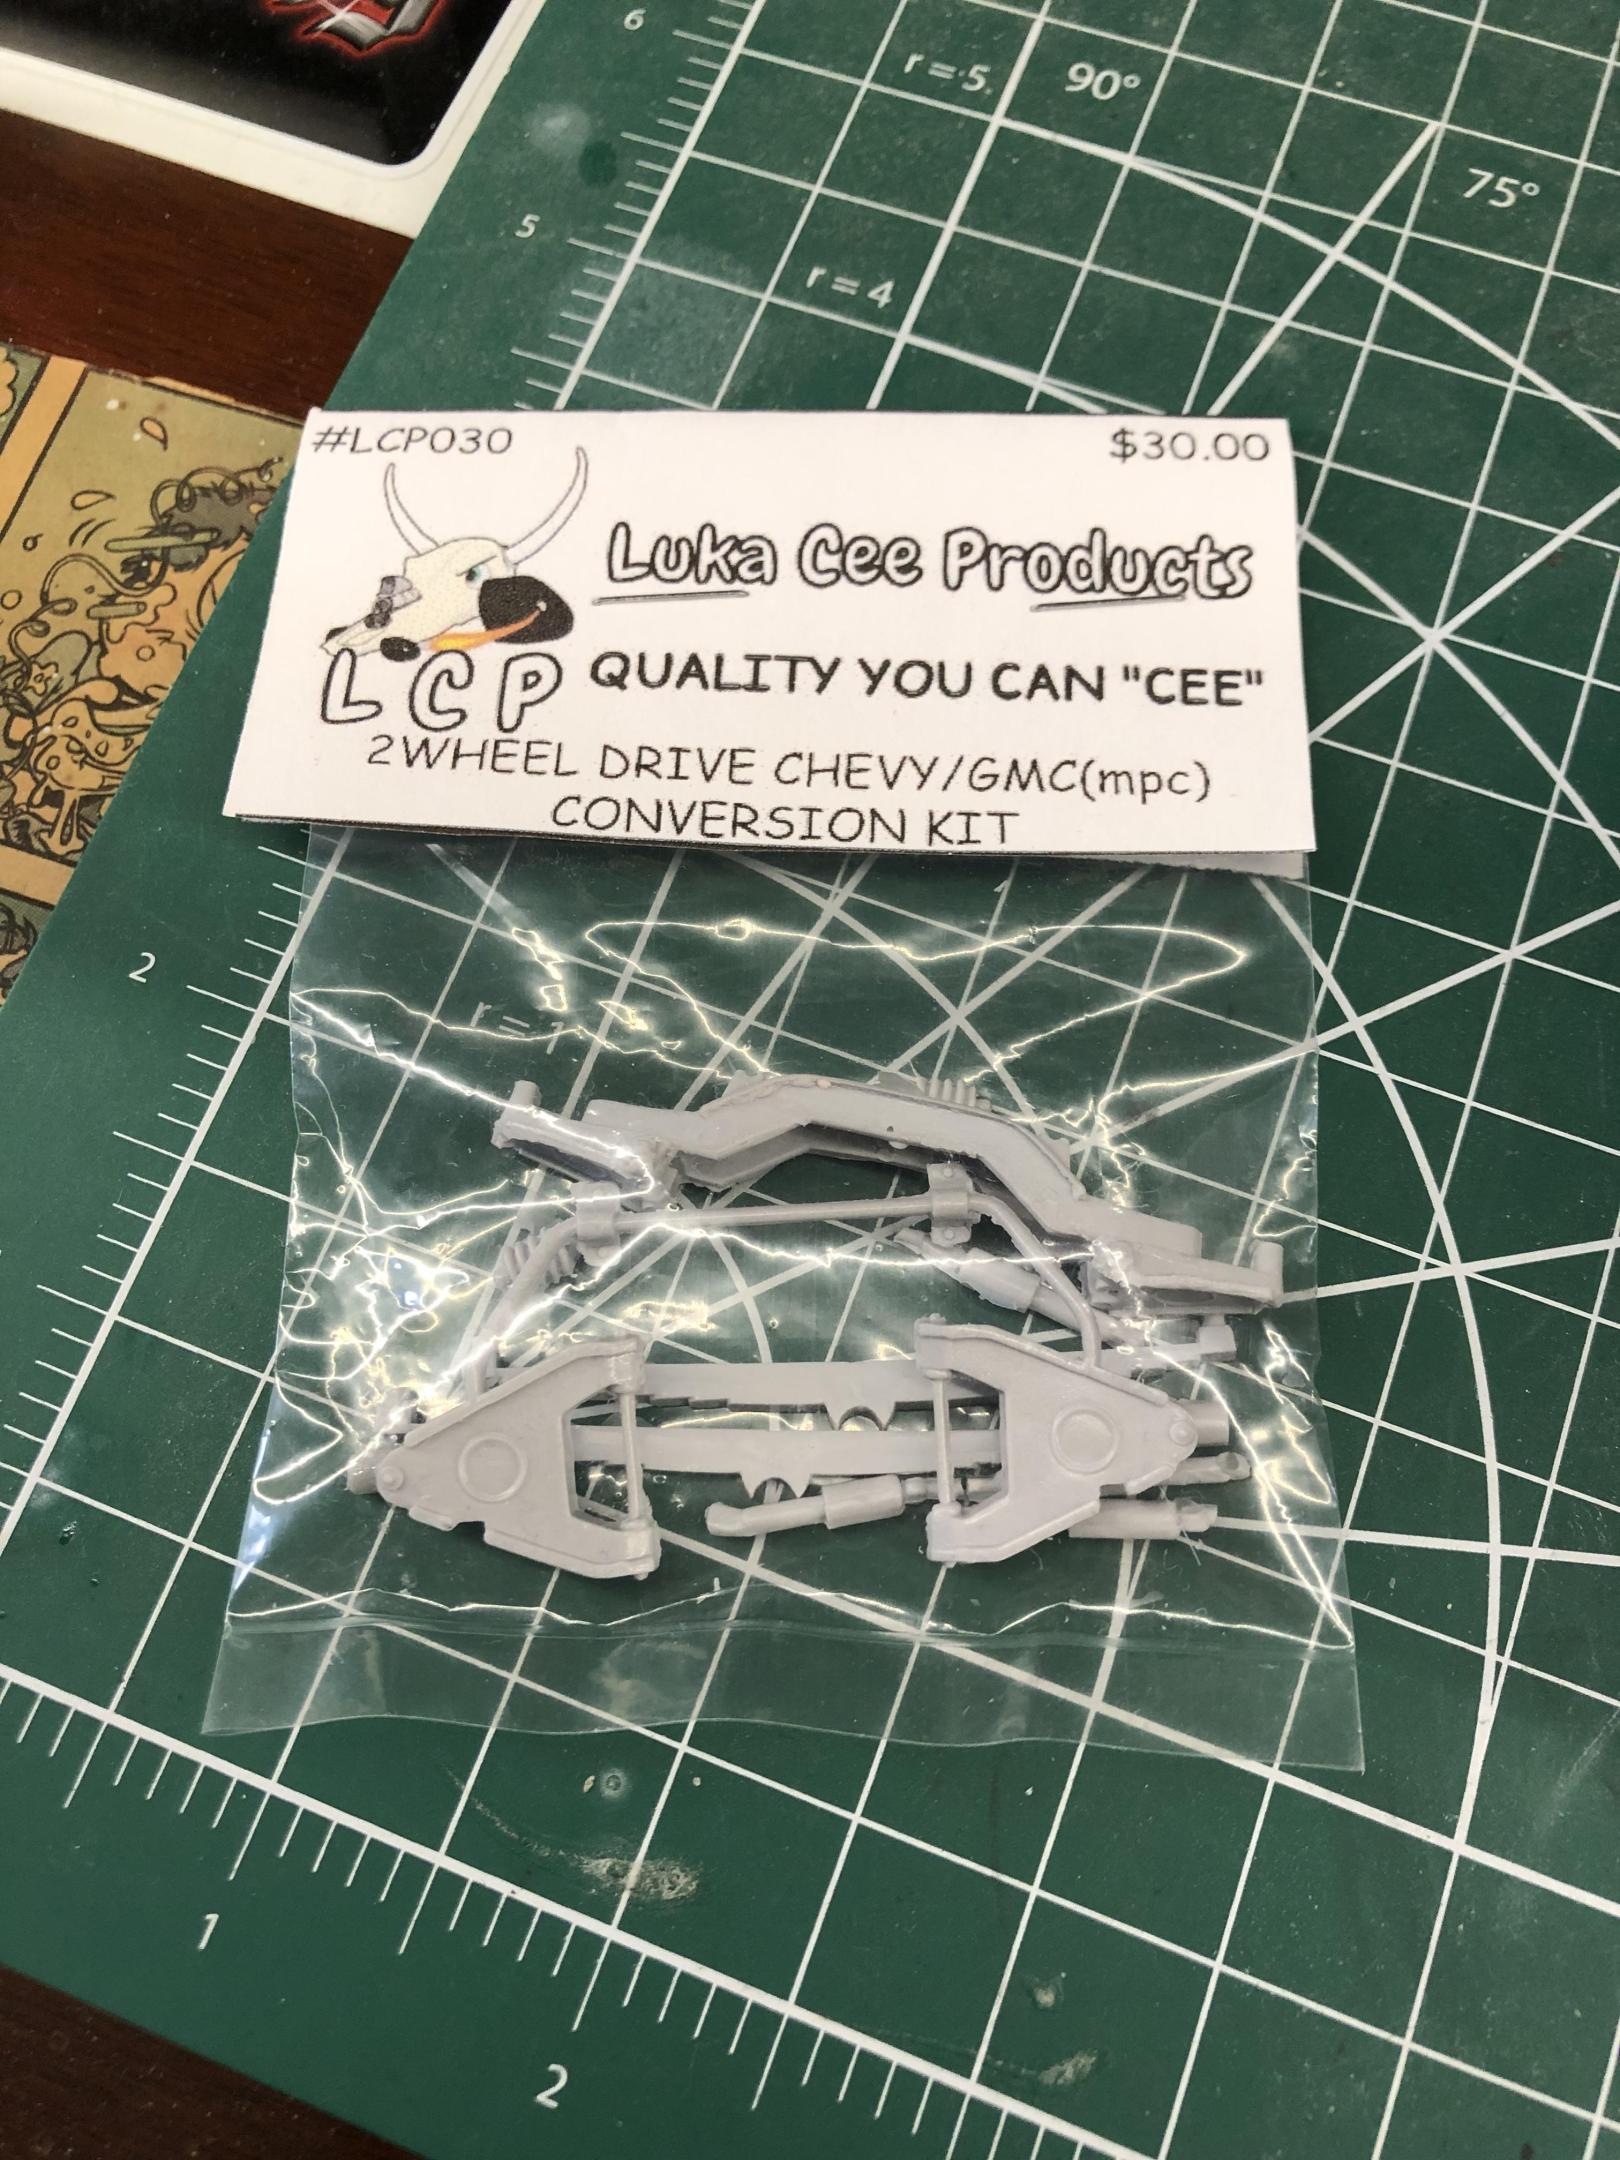 6
r = 5
90°
75°
5
r = 4
#LCP030
$30.00
Luka Cee Products
LCP
QUALITY YOU CAN "CEE"
2WHEEL DRIVE CHEVY/GMC(mpc)
CONVERSION KIT
2
r = 1
1
2